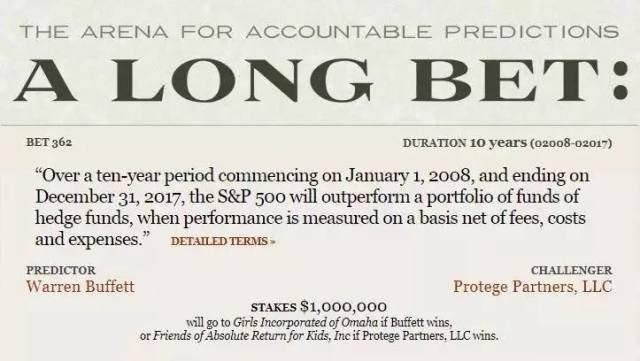 THE ARENA FOR ACCOUNTABLE PREDICTIONS
A LONG BET:
BET 362
DURATION 10 years (02008-02017)
“Over a ten-year period commencing on January 1, 2008, and ending on
December 31, 2017, the S&P 500 will outperform a portfolio of funds of
hedge funds, when performance is measured on a basis net of fees, costs
and expenses.” DETAILED TERMS »
PREDICTOR
Warren Buffett
CHALLENGER
Protege Partners, LLC
STAKES $1,000,000
will go to Girls Incorporated of Omaha if Buffett wins,
or Friends of Absolute Return for Kids, Inc if Protege Partners, LLC wins.